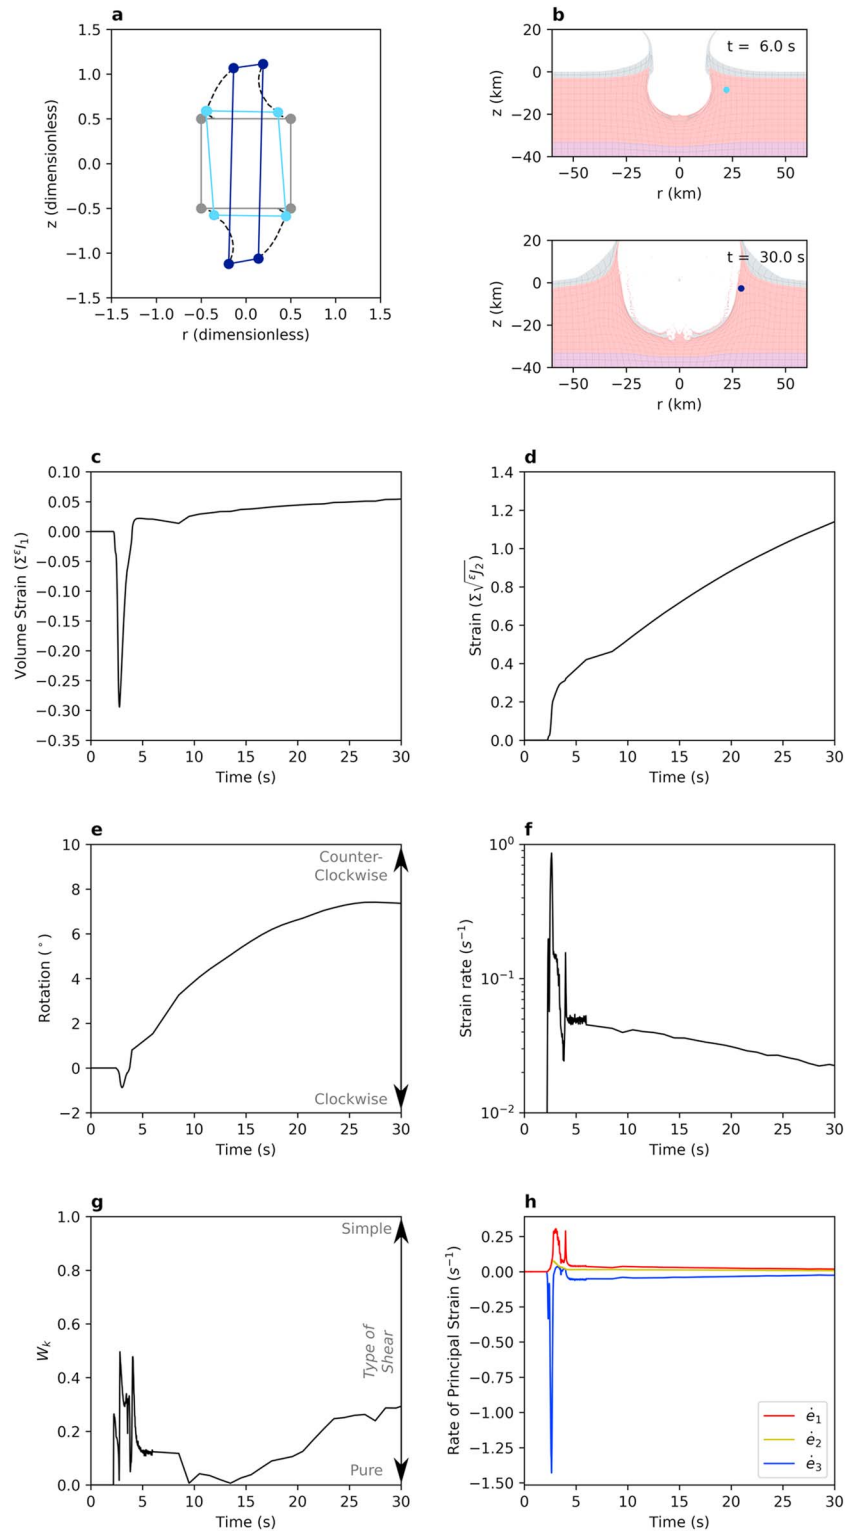 a
1.5
1.0
0.5
0.0
−0.5
−1.0
−1.5
z (dimensionless)
−1.5 −1.0 −0.5 0.0 0.5 1.0 1.5
r (dimensionless)
b
t = 6.0 s
20
0
−20
−40
z (km)
−50 −25 0 25 50
r (km)
t = 30.0 s
20
0
−20
−40
z (km)
−50 −25 0 25 50
r (km)
c
0.10
0.05
0.00
−0.05
−0.10
−0.15
−0.20
−0.25
−0.30
−0.35
Volume Strain (Σ^εI₁)
0 5 10 15 20 25 30
Time (s)
d
1.4
1.2
1.0
0.8
0.6
0.4
0.2
0.0
Strain (Σ√^εJ₂)
0 5 10 15 20 25 30
Time (s)
e
10
8
6
4
2
0
−2
Rotation (°)
Counter-
Clockwise
Clockwise
0 5 10 15 20 25 30
Time (s)
f
10⁰
10⁻¹
10⁻²
Strain rate (s⁻¹)
0 5 10 15 20 25 30
Time (s)
g
1.0
0.8
0.6
0.4
0.2
0.0
Wₖ
Simple
Type of
Shear
Pure
0 5 10 15 20 25 30
Time (s)
h
0.25
0.00
−0.25
−0.50
−0.75
−1.00
−1.25
−1.50
Rate of Principal Strain (s⁻¹)
ė₁
ė₂
ė₃
0 5 10 15 20 25 30
Time (s)